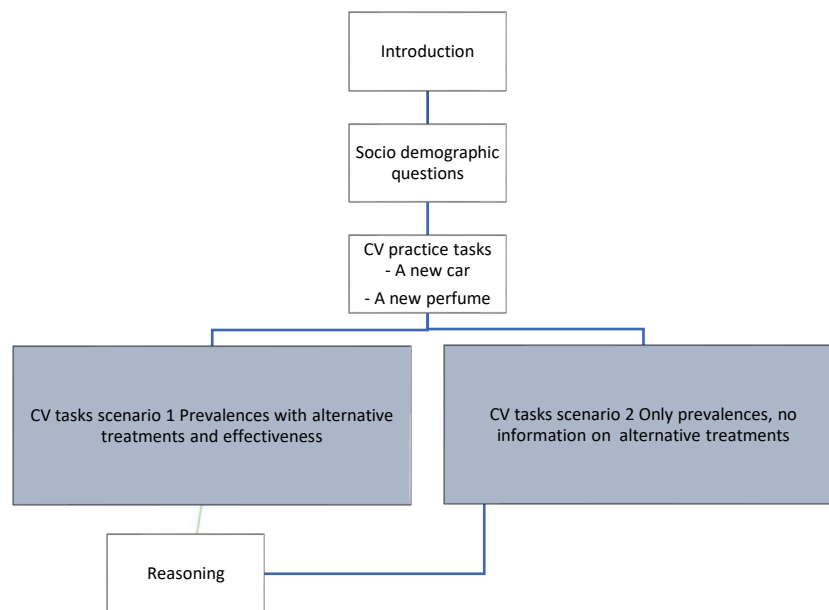 Introduction
Socio demographic
questions
CV practice tasks
- A new car
- A new perfume
CV tasks scenario 1 Prevalences with alternative
treatments and effectiveness
CV tasks scenario 2 Only prevalences, no
information on alternative treatments
Reasoning